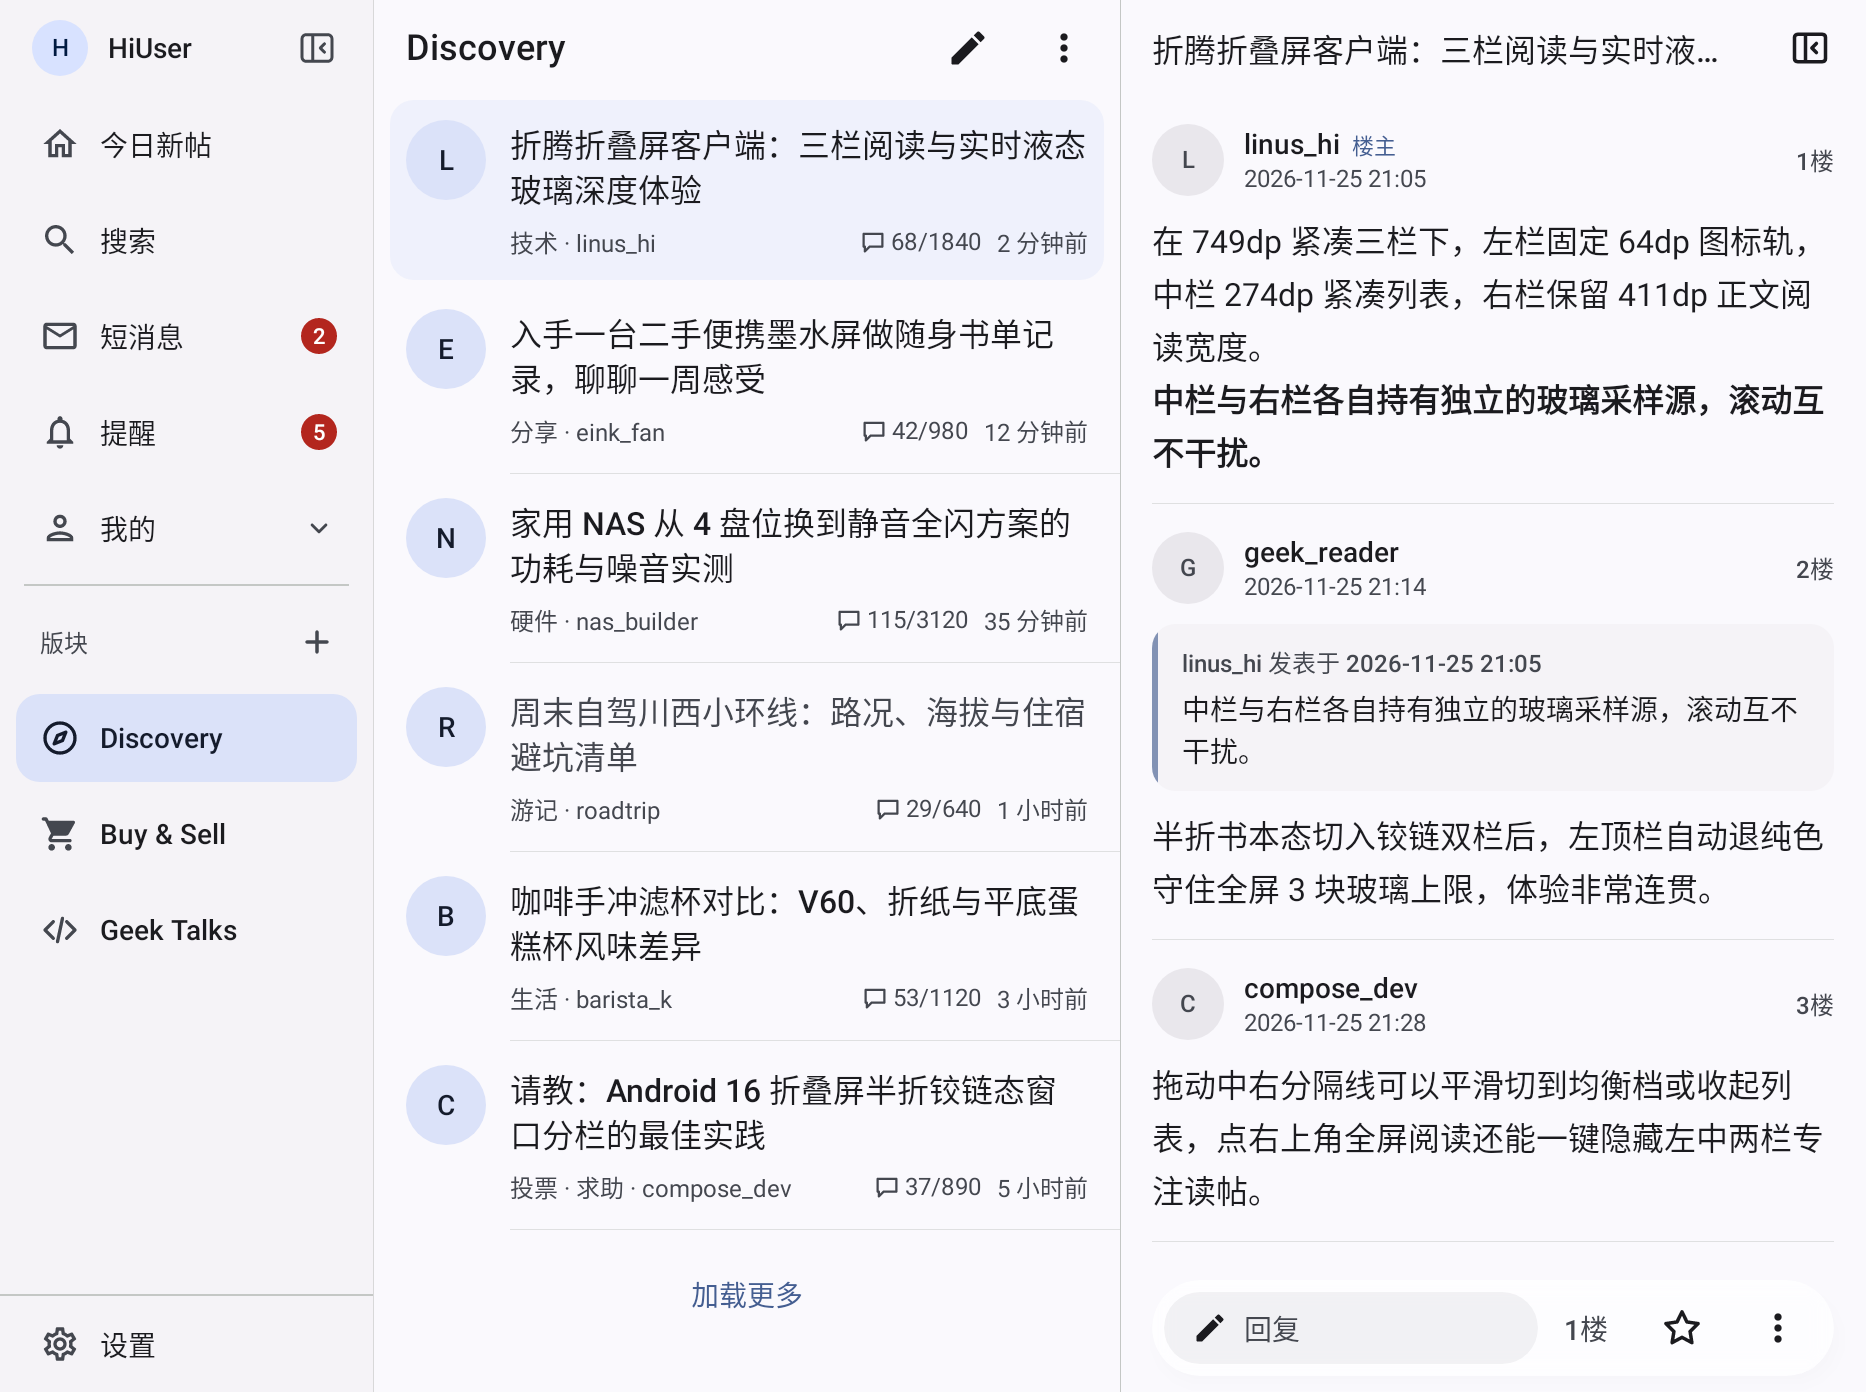 H HiUser
今日新帖
搜索
短消息 2
提醒 5
我的
版块
Discovery
Buy & Sell
Geek Talks
设置
Discovery
L
折腾折叠屏客户端：三栏阅读与实时液态
玻璃深度体验
技术 · linus_hi 68/1840 2 分钟前
E
入手一台二手便携墨水屏做随身书单记
录，聊聊一周感受
分享 · eink_fan 42/980 12 分钟前
N
家用 NAS 从 4 盘位换到静音全闪方案的
功耗与噪音实测
硬件 · nas_builder 115/3120 35 分钟前
R
周末自驾川西小环线：路况、海拔与住宿
避坑清单
游记 · roadtrip 29/640 1 小时前
B
咖啡手冲滤杯对比：V60、折纸与平底蛋
糕杯风味差异
生活 · barista_k 53/1120 3 小时前
C
请教：Android 16 折叠屏半折铰链态窗
口分栏的最佳实践
投票 · 求助 · compose_dev 37/890 5 小时前
加载更多
折腾折叠屏客户端：三栏阅读与实时液…
L
linus_hi 楼主
2026-11-25 21:05
1楼
在 749dp 紧凑三栏下，左栏固定 64dp 图标轨，
中栏 274dp 紧凑列表，右栏保留 411dp 正文阅
读宽度。
中栏与右栏各自持有独立的玻璃采样源，滚动互
不干扰。
G
geek_reader
2026-11-25 21:14
2楼
linus_hi 发表于 2026-11-25 21:05
中栏与右栏各自持有独立的玻璃采样源，滚动互不
干扰。
半折书本态切入铰链双栏后，左顶栏自动退纯色
守住全屏 3 块玻璃上限，体验非常连贯。
C
compose_dev
2026-11-25 21:28
3楼
拖动中右分隔线可以平滑切到均衡档或收起列
表，点右上角全屏阅读还能一键隐藏左中两栏专
注读帖。
回复 1楼